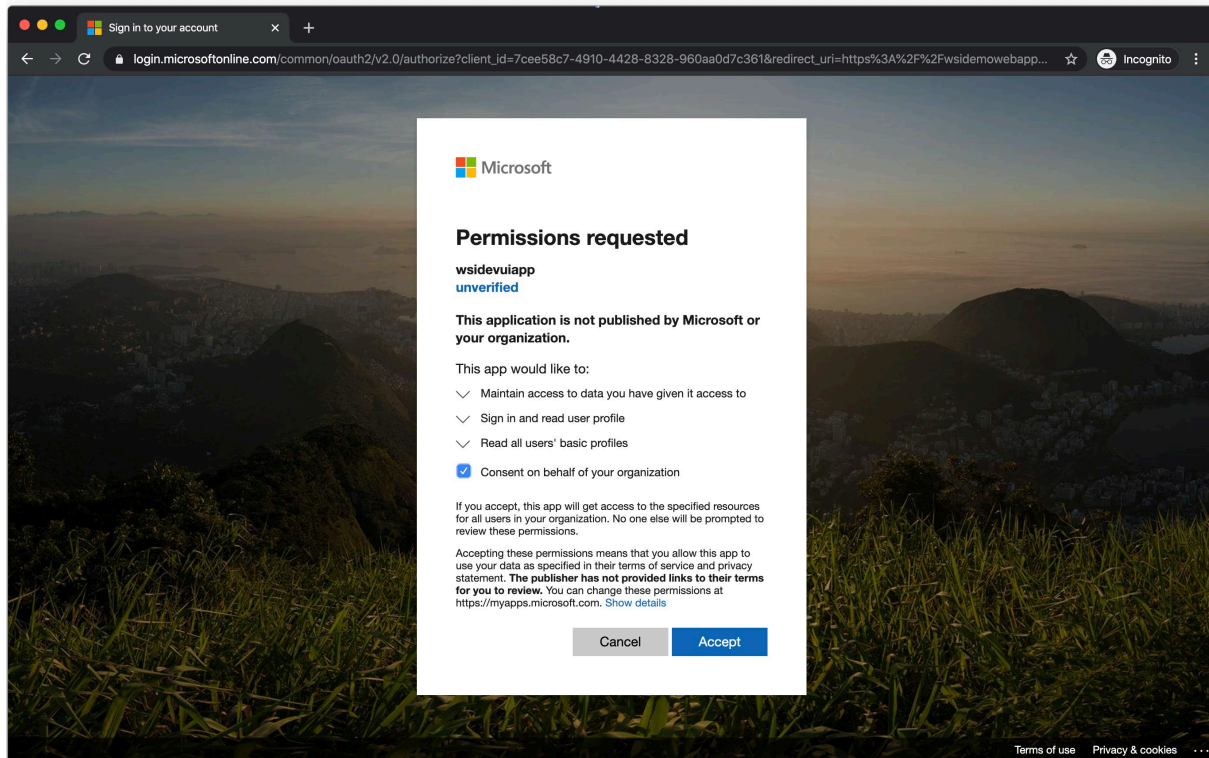 Sign in to your account
login.microsoftonline.com/common/oauth2/v2.0/authorize?client_id=7cee58c7-4910-4428-8328-960aa0d7c361&redirect_uri=https%3A%2F%2Fwsidemowebapp...
Incognito
Microsoft
Permissions requested
wsidevuiapp
unverified
This application is not published by Microsoft or
your organization.
This app would like to:
Maintain access to data you have given it access to
Sign in and read user profile
Read all users' basic profiles
Consent on behalf of your organization
If you accept, this app will get access to the specified resources
for all users in your organization. No one else will be prompted to
review these permissions.
Accepting these permissions means that you allow this app to
use your data as specified in their terms of service and privacy
statement. The publisher has not provided links to their terms
for you to review. You can change these permissions at
https://myapps.microsoft.com. Show details
Cancel Accept
Terms of use Privacy & cookies ...